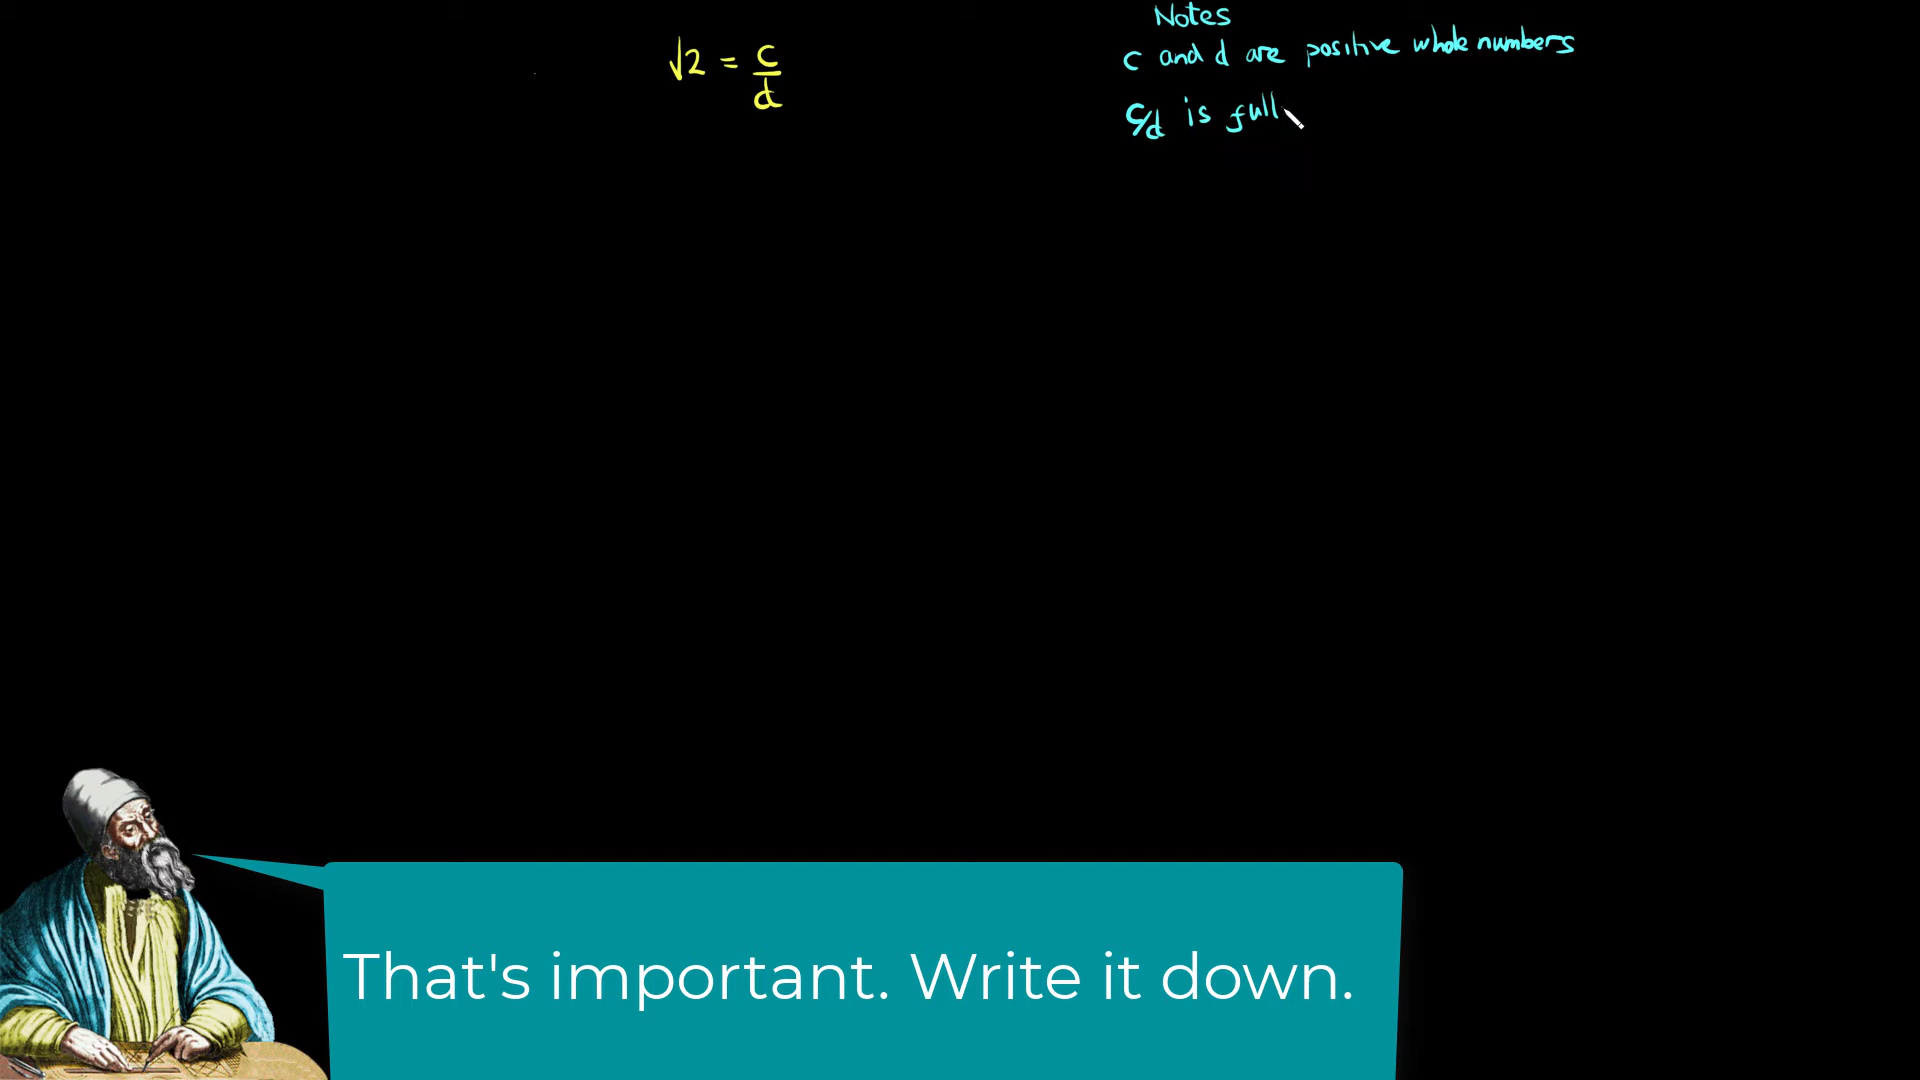 Notes
√2 = c/d
c and d are positive whole numbers
c/d is full
That's important. Write it down.